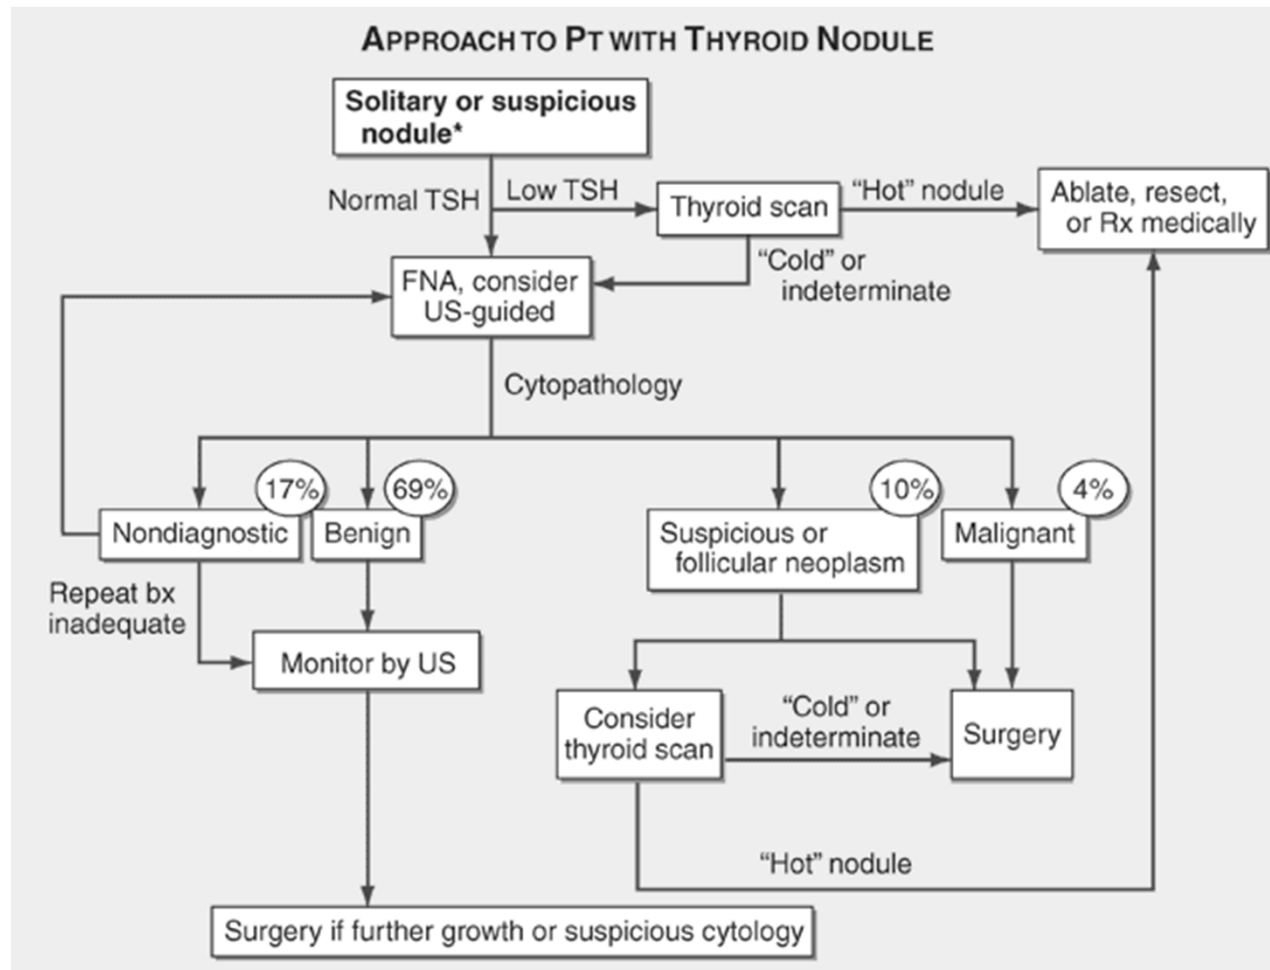 APPROACH TO PT WITH THYROID NODULE
Solitary or suspicious
nodule*
Normal TSH
Low TSH
Thyroid scan
“Hot” nodule
Ablate, resect,
or Rx medically
“Cold” or
indeterminate
FNA, consider
US-guided
Cytopathology
17%
69%
10%
4%
Nondiagnostic
Benign
Suspicious or
follicular neoplasm
Malignant
Repeat bx
inadequate
Monitor by US
Consider
thyroid scan
“Cold” or
indeterminate
Surgery
“Hot” nodule
Surgery if further growth or suspicious cytology